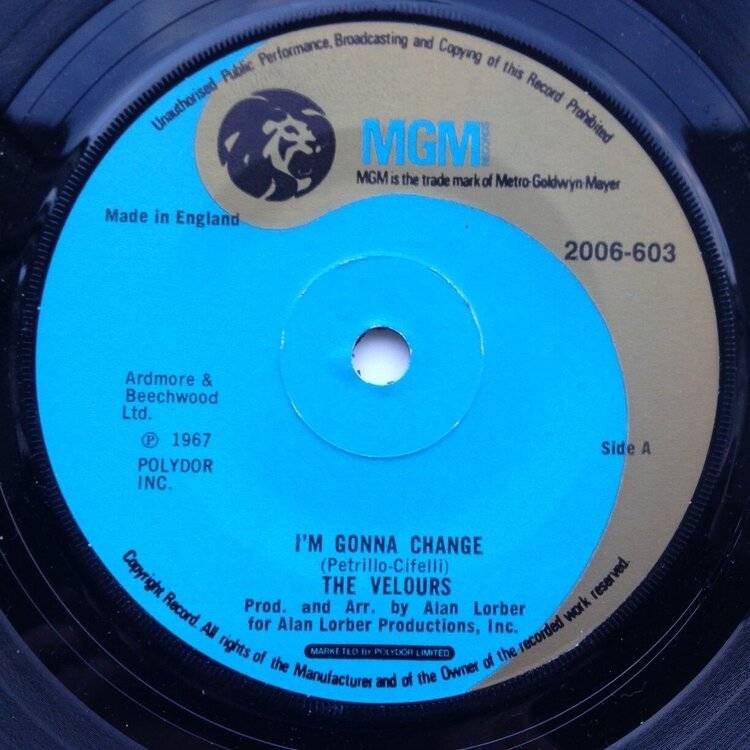 Unauthorised Public Performance, Broadcasting and Copying of this Record Prohibited
MGM
RECORDS
MGM is the trade mark of Metro-Goldwyn-Mayer
Made in England
2006-603
Ardmore &
Beechwood
Ltd.
℗ 1967
POLYDOR
INC.
Side A
I'M GONNA CHANGE
(Petrillo-Cifelli)
THE VELOURS
Prod. and Arr. by Alan Lorber
for Alan Lorber Productions, Inc.
MARKETED BY POLYDOR LIMITED
Copyright Record. All rights of the Manufacturer and of the Owner of the recorded work reserved.